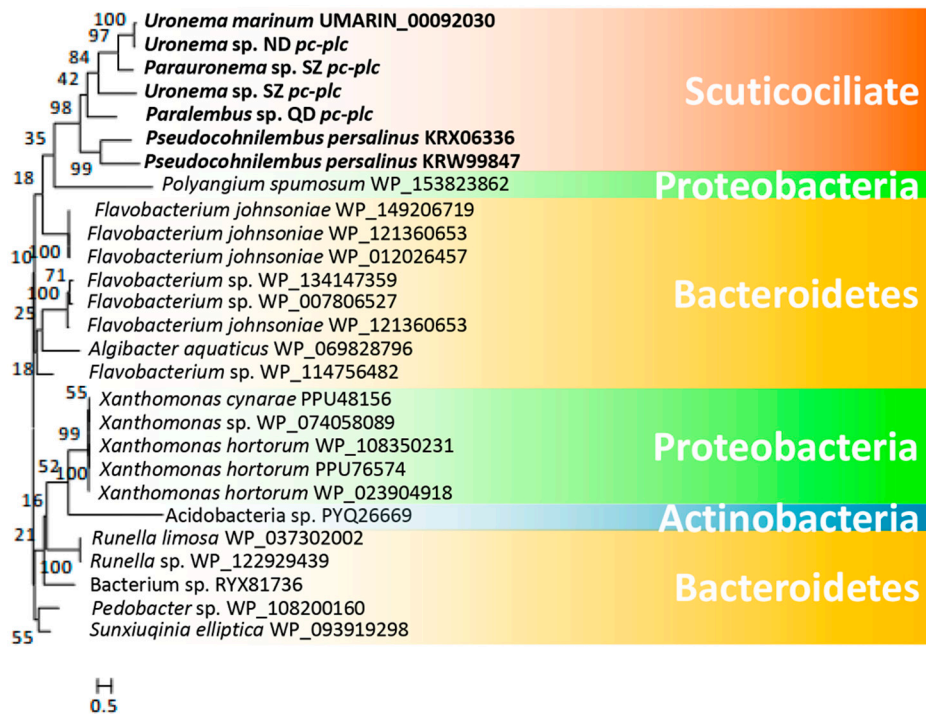 100
Uronema marinum UMARIN_00092030
97
Uronema sp. ND pc-plc
84
Parauronema sp. SZ pc-plc
42
Uronema sp. SZ pc-plc
Scuticociliate
98
Paralembus sp. QD pc-plc
35
Pseudocohnilembus persalinus KRX06336
99
Pseudocohnilembus persalinus KRW99847
18
Polyangium spumosum WP_153823862
Proteobacteria
Flavobacterium johnsoniae WP_149206719
Flavobacterium johnsoniae WP_121360653
10
100
Flavobacterium johnsoniae WP_012026457
71
Flavobacterium sp. WP_134147359
100
Flavobacterium sp. WP_007806527
Bacteroidetes
25
Flavobacterium johnsoniae WP_121360653
Algibacter aquaticus WP_069828796
18
Flavobacterium sp. WP_114756482
55
Xanthomonas cynarae PPU48156
Xanthomonas sp. WP_074058089
99
Xanthomonas hortorum WP_108350231
Proteobacteria
52
100
Xanthomonas hortorum PPU76574
Xanthomonas hortorum WP_023904918
16
Acidobacteria sp. PYQ26669
Actinobacteria
21
Runella limosa WP_037302002
100
Runella sp. WP_122929439
Bacterium sp. RYX81736
Bacteroidetes
Pedobacter sp. WP_108200160
55
Sunxiuqinia elliptica WP_093919298
0.5